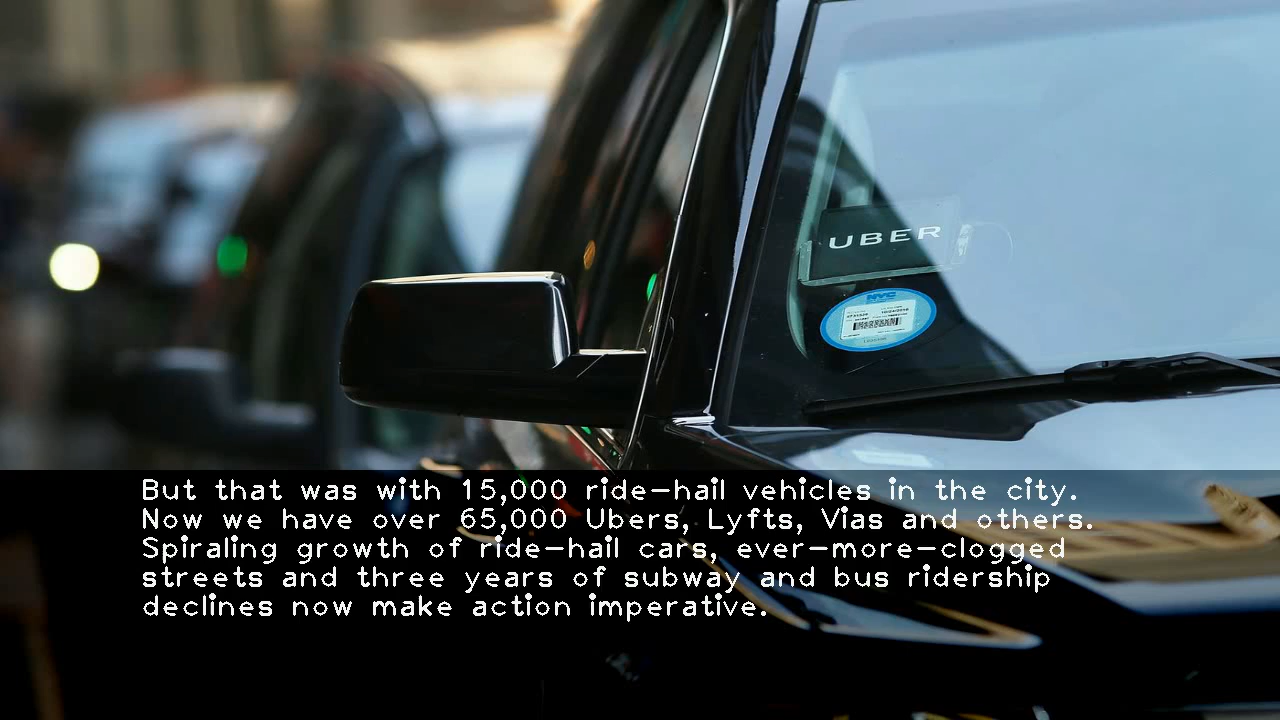 UBER
NYC
But that was with 15,000 ride-hail vehicles in the city.
Now we have over 65,000 Ubers, Lyfts, Vias and others.
Spiraling growth of ride-hail cars, ever-more-clogged
streets and three years of subway and bus ridership
declines now make action imperative.